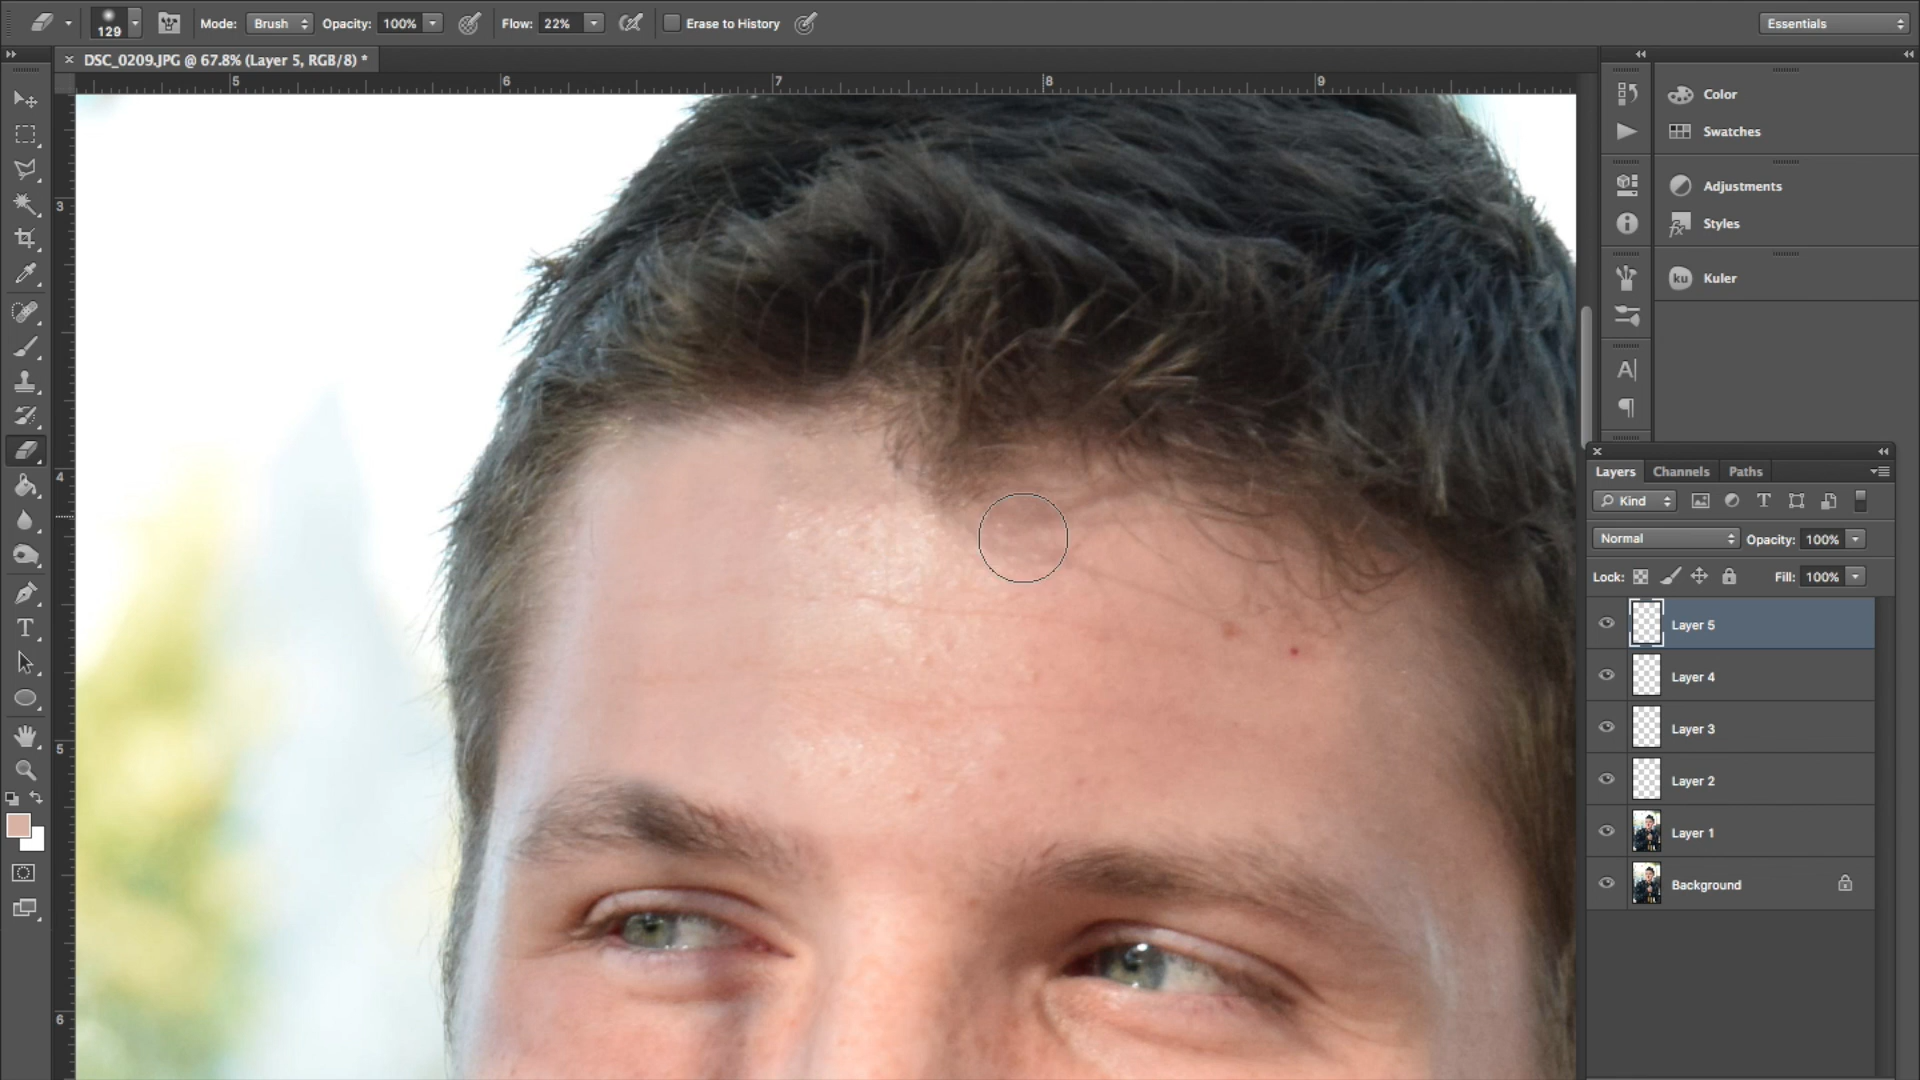 129 Mode: Brush Opacity: 100% Flow: 22% Erase to History Essentials
DSC_0209.JPG @ 67.8% (Layer 5, RGB/8) *
5 6 7 8 9
3
4
5
6
Color
Swatches
Adjustments
Styles
ku Kuler
Layers Channels Paths
Kind
Normal Opacity: 100%
Lock: Fill: 100%
Layer 5
Layer 4
Layer 3
Layer 2
Layer 1
Background